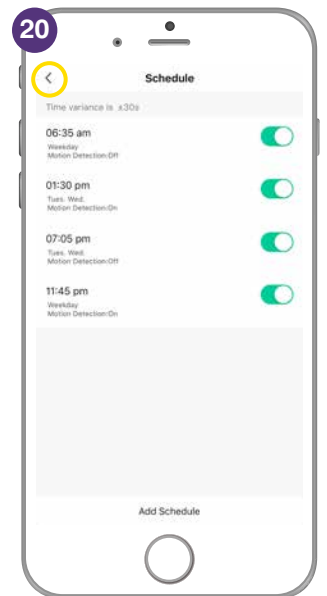 20
Schedule
Time variance is ±30s
06:35 am
Weekday
Motion Detection:Off
01:30 pm
Tues. Wed.
Motion Detection:On
07:05 pm
Tues. Wed.
Motion Detection:Off
11:45 pm
Weekday
Motion Detection:On
Add Schedule